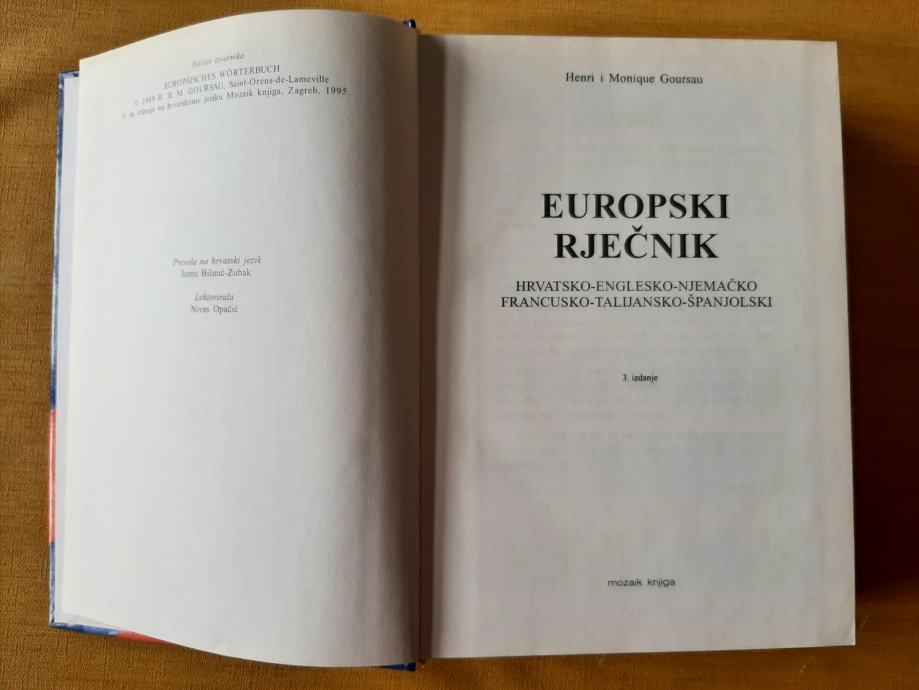 Naslov izvornika
EUROPÄISCHES WÖRTERBUCH
© 1989 H. & M. GOURSAU, Saint-Orens-de-Lameville
© za izdanje na hrvatskome jeziku Mozaik knjiga, Zagreb, 1995.
Prevela na hrvatski jezik
Jasna Bilinić-Zubak
Lektorirala
Nives Opačić
Henri i Monique Goursau
EUROPSKI
RJEČNIK
HRVATSKO-ENGLESKO-NJEMAČKO
FRANCUSKO-TALIJANSKO-ŠPANJOLSKI
3. izdanje
mozaik knjiga